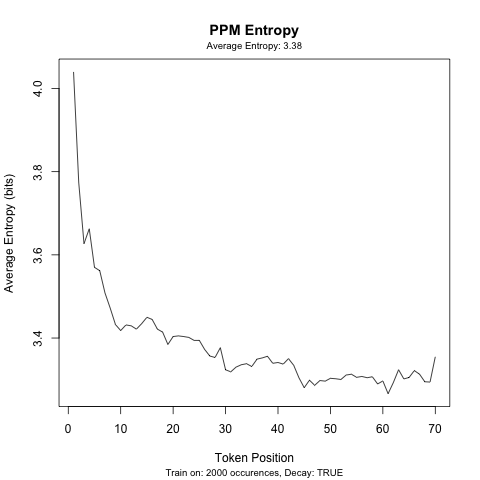 PPM Entropy
Average Entropy: 3.38
Average Entropy (bits)
4.0
3.8
3.6
3.4
0 10 20 30 40 50 60 70
Token Position
Train on: 2000 occurences, Decay: TRUE